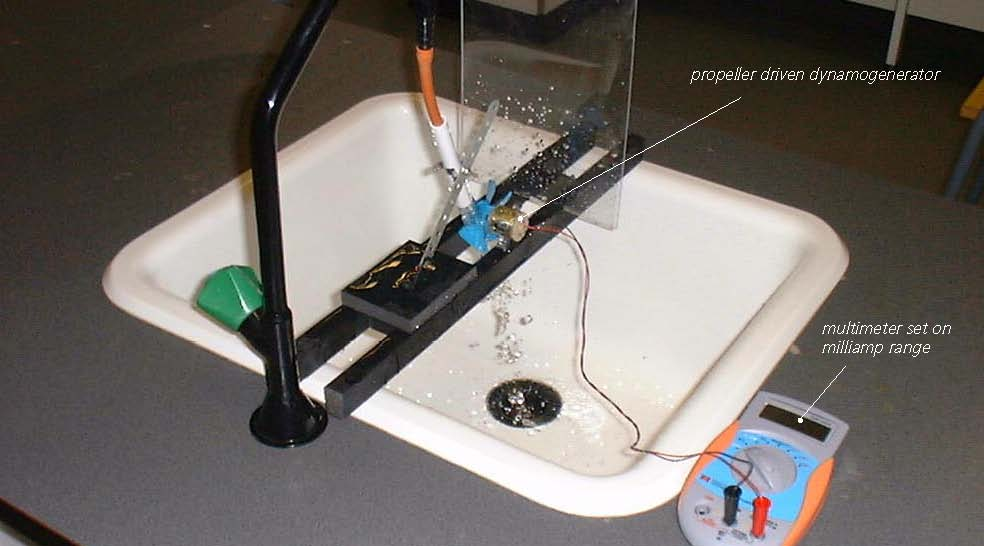 propeller driven dynamogenerator
multimeter set on
milliamp range